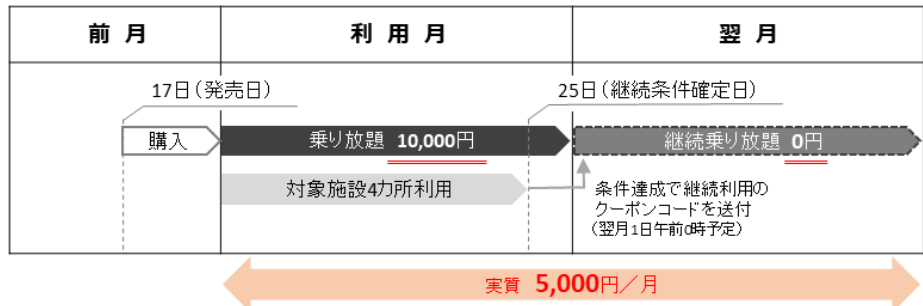 前 月
利 用 月
翌 月
17日（発売日）
25日（継続条件確定日）
購入
乗り放題 10,000円
継続乗り放題 0円
対象施設4カ所利用
条件達成で継続利用の
クーポンコードを送付
（翌月1日午前0時予定）
実質 5,000円／月